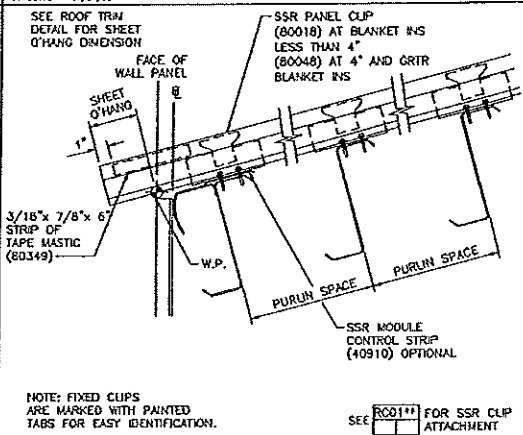 SEE ROOF TRIM
DETAIL FOR SHEET
O'HANG DIMENSION
SSR PANEL CLIP
(80018) AT BLANKET INS
LESS THAN 4"
(80048) AT 4" AND GRTR
BLANKET INS
FACE OF
WALL PANEL
SHEET
O'HANG
1"
3/16"x 7/8"x 6"
STRIP OF
TAPE MASTIC
(80349)
W.P.
PURLIN SPACE
PURLIN SPACE
SSR MODULE
CONTROL STRIP
(40910) OPTIONAL
NOTE: FIXED CLIPS
ARE MARKED WITH PAINTED
TABS FOR EASY IDENTIFICATION.
SEE RC01** FOR SSR CLIP
ATTACHMENT